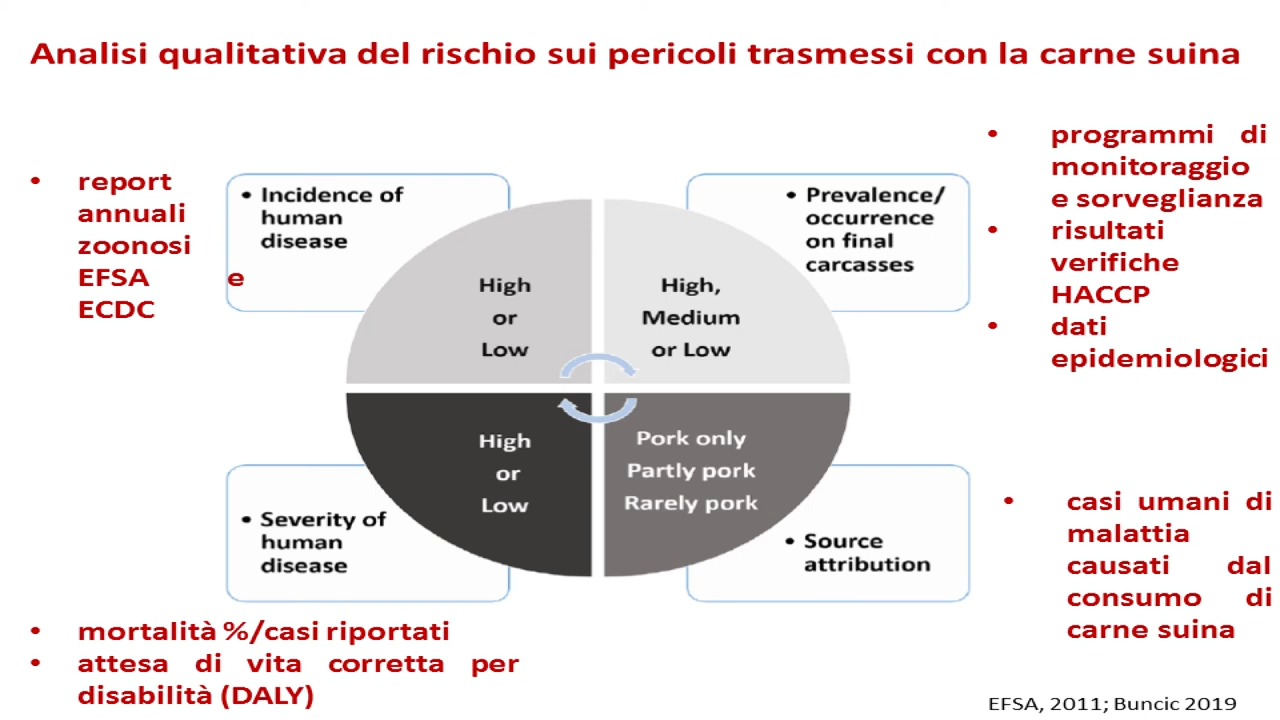 Analisi qualitativa del rischio sui pericoli trasmessi con la carne suina
• report
annuali
zoonosi
EFSA e
ECDC
• Incidence of
human
disease
High
or
Low
High,
Medium
or Low
• Prevalence/
occurrence
on final
carcasses
• programmi di
monitoraggio
e sorveglianza
• risultati
verifiche
HACCP
• dati
epidemiologici
• Severity of
human
disease
High
or
Low
Pork only
Partly pork
Rarely pork
• Source
attribution
• casi umani di
malattia
causati dal
consumo di
carne suina
• mortalità %/casi riportati
• attesa di vita corretta per
disabilità (DALY)
EFSA, 2011; Buncic 2019